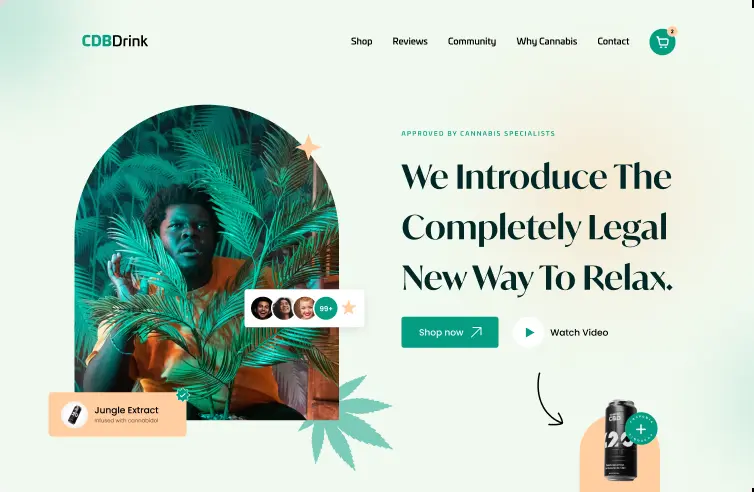 CDBDrink
Shop
Reviews
Community
Why Cannabis
Contact
2
APPROVED BY CANNABIS SPECIALISTS
We Introduce The
Completely Legal
New Way To Relax.
99+
Shop now
Watch Video
Jungle Extract
Infused with cannabidol
CBD